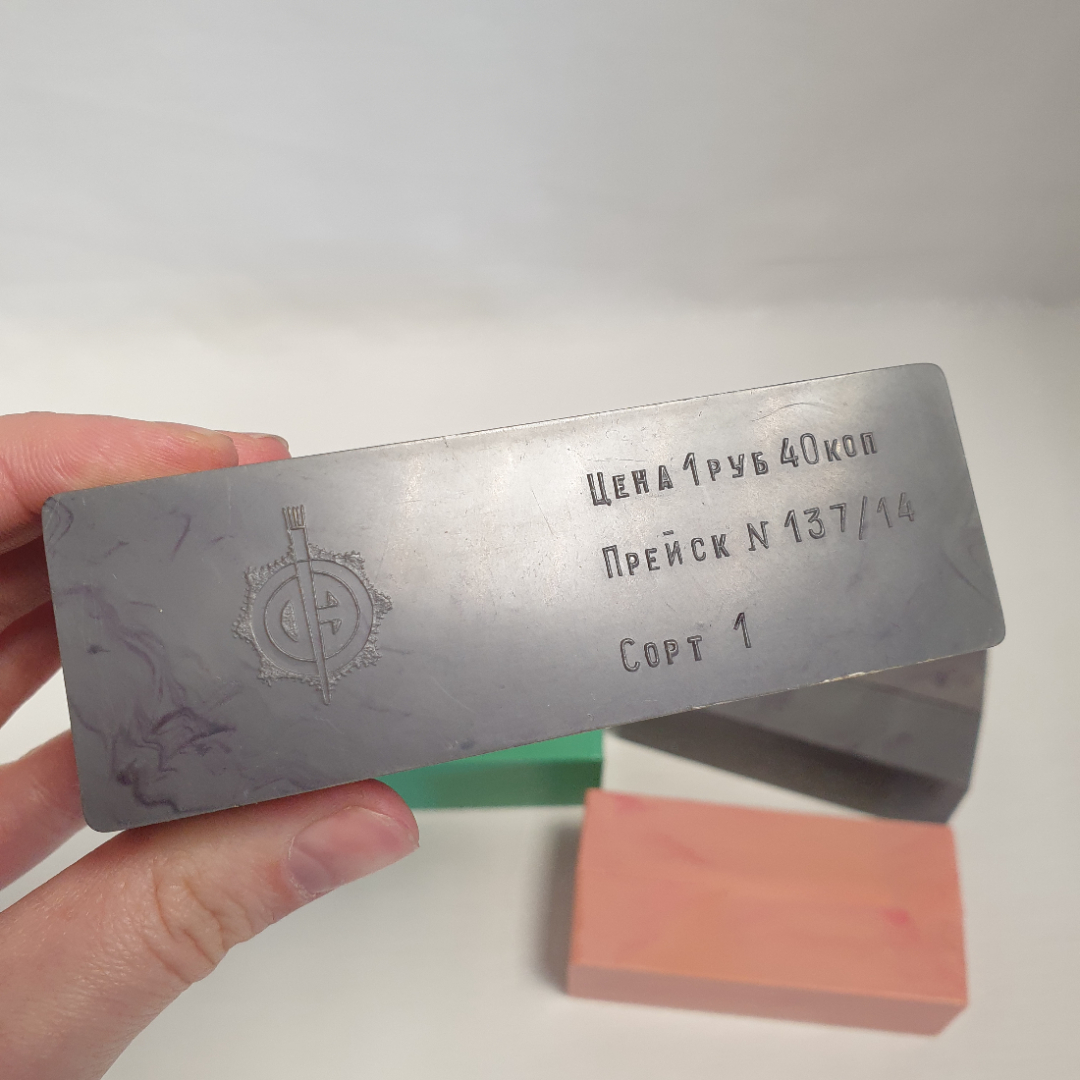 Цена 1 руб 40 коп
Прейск N 137/14
Сорт 1